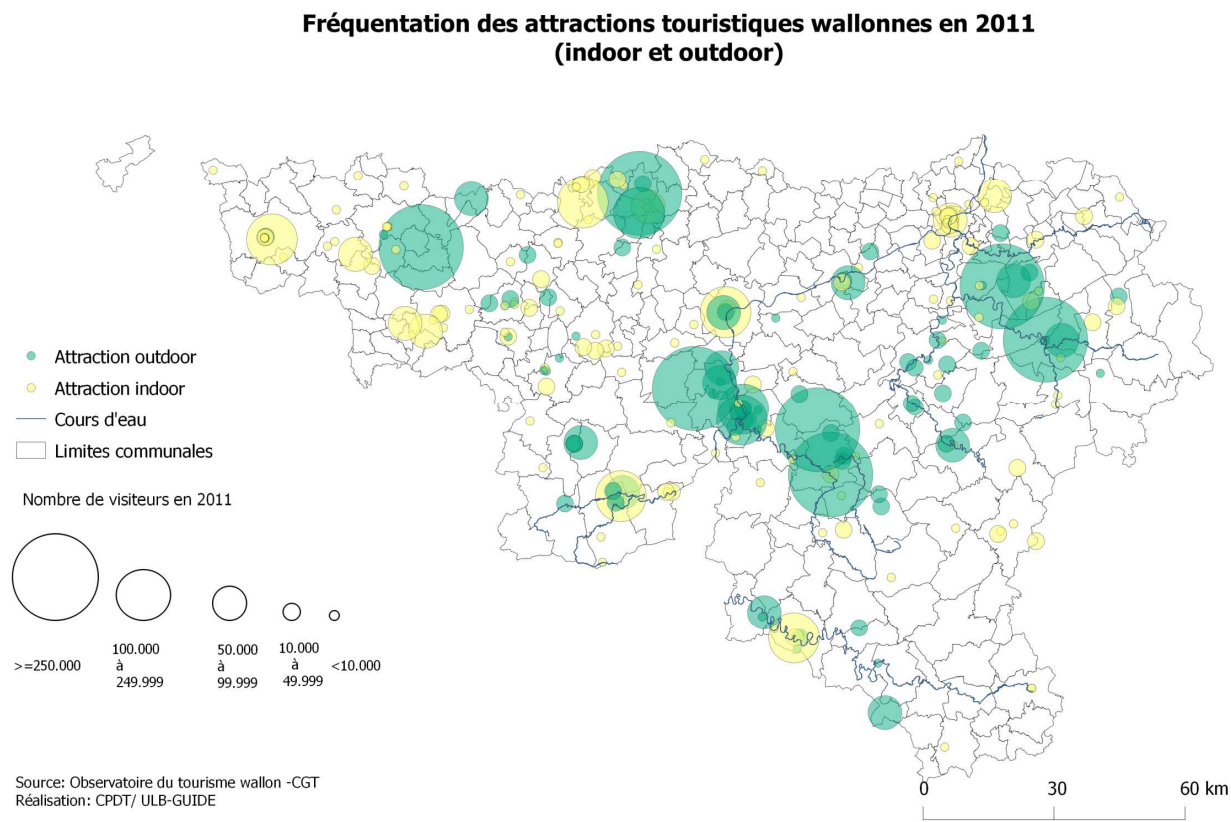 Fréquentation des attractions touristiques wallonnes en 2011
(indoor et outdoor)
Attraction outdoor
Attraction indoor
Cours d'eau
Limites communales
Nombre de visiteurs en 2011
>=250.000
100.000
à
249.999
50.000
à
99.999
10.000
à
49.999
<10.000
Source: Observatoire du tourisme wallon -CGT
Réalisation: CPDT/ ULB-GUIDE
0 30 60 km